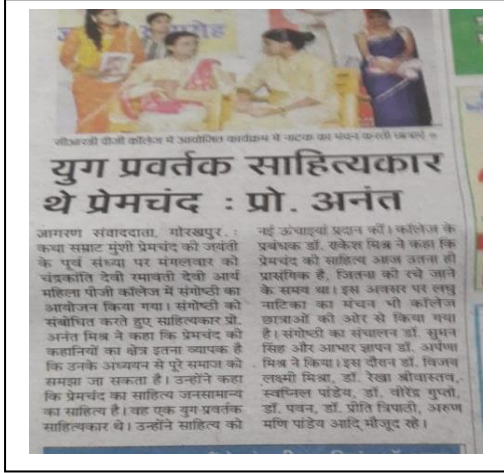 सीआरडी पीजी कॉलेज में आयोजित कार्यक्रम में नाटक का मंचन करती छात्राएं
युग प्रवर्तक साहित्यकार
थे प्रेमचंद : प्रो. अनंत
जागरण संवाददाता, गोरखपुर :
कथा सम्राट मुंशी प्रेमचंद की जयंती
के पूर्व संध्या पर मंगलवार को
चंद्रकांति देवी रमावती देवी आर्य
महिला पीजी कॉलेज में संगोष्ठी का
आयोजन किया गया। संगोष्ठी को
संबोधित करते हुए साहित्यकार प्रो.
अनंत मिश्र ने कहा कि प्रेमचंद की
कहानियों का क्षेत्र इतना व्यापक है
कि उनके अध्ययन से पूरे समाज को
समझा जा सकता है। उन्होंने कहा
कि प्रेमचंद का साहित्य जनसामान्य
का साहित्य है। वह एक युग प्रवर्तक
साहित्यकार थे। उन्होंने साहित्य को
नई ऊंचाइयां प्रदान कीं। कॉलेज के
प्रबंधक डॉ. राकेश मिश्र ने कहा कि
प्रेमचंद की साहित्य आज उतना ही
प्रासंगिक है, जितना की रचे जाने
के समय था। इस अवसर पर लघु
नाटिका का मंचन भी कॉलेज
छात्राओं की ओर से किया गया
है। संगोष्ठी का संचालन डॉ. सुमन
सिंह और आभार ज्ञापन डॉ. अर्पणा
मिश्र ने किया। इस दौरान डॉ. विजय
लक्ष्मी मिश्रा, डॉ. रेखा श्रीवास्तव,
स्वप्निल पांडेय, डॉ. वीरेंद्र गुप्तो,
डॉ. पवन, डॉ. प्रीति त्रिपाठी, अरुण
मणि पांडेय आदि मौजूद रहे।